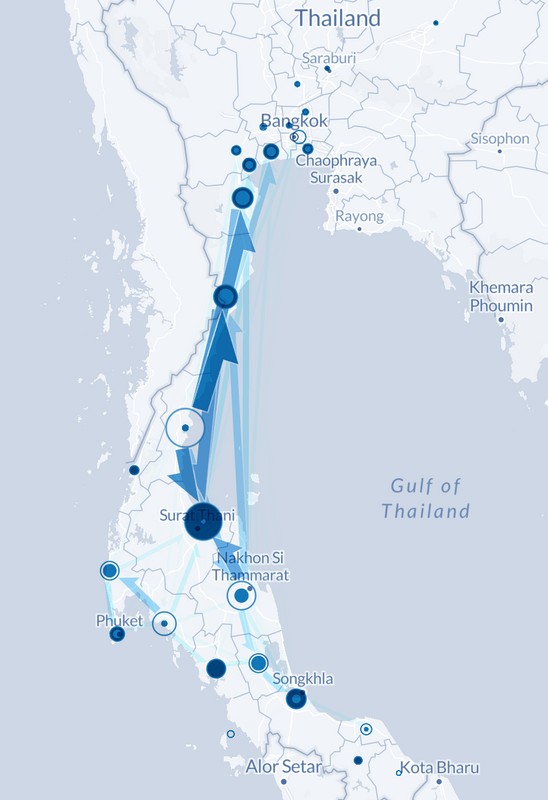 Thailand
Saraburi
Bangkok
Sisophon
Chaophraya
Surasak
Rayong
Khemara
Phoumin
Gulf of
Thailand
Surat Thani
Nakhon Si
Thammarat
Phuket
Songkhla
Alor Setar
Kota Bharu